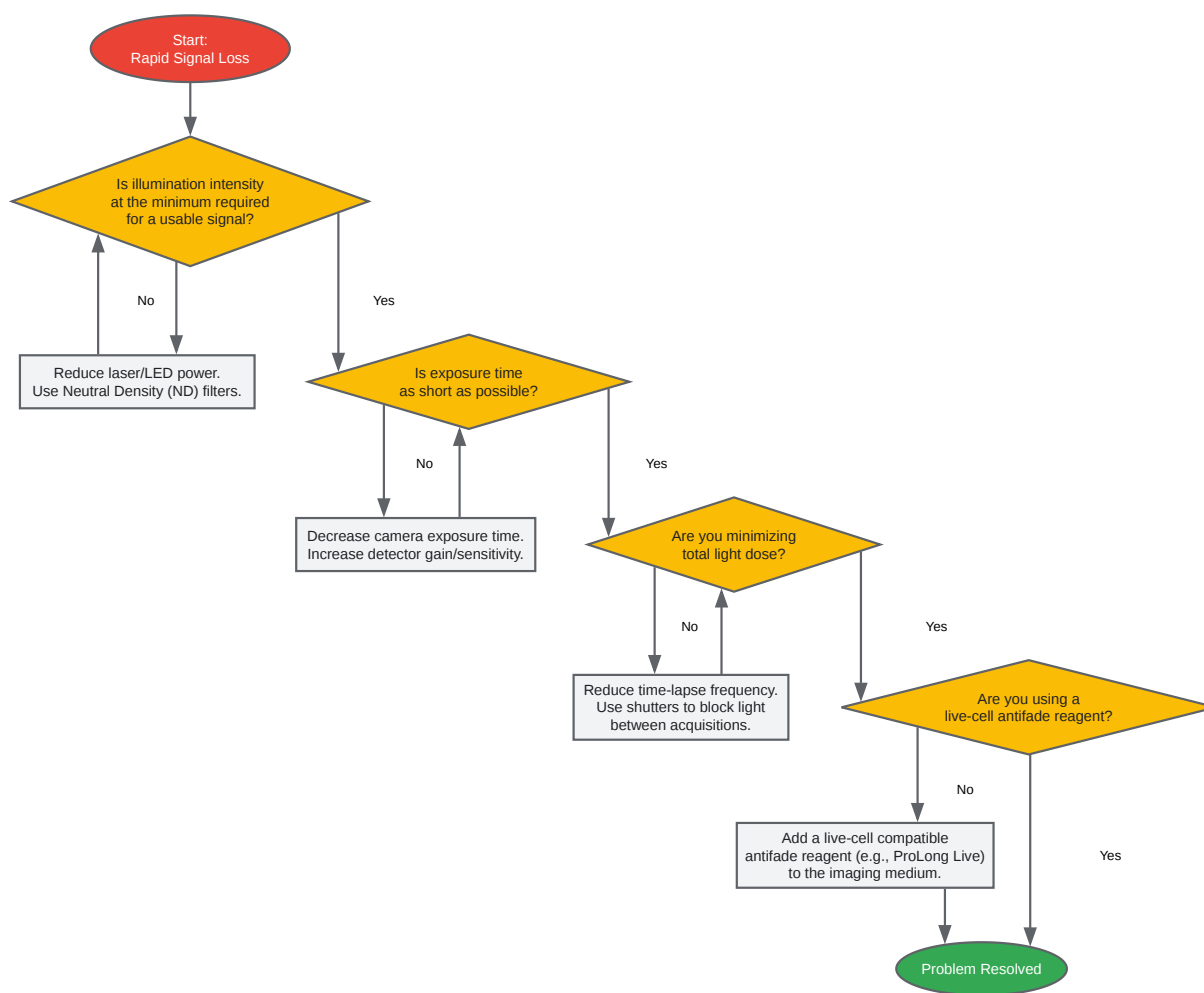 Start:
Rapid Signal Loss
Is illumination intensity
at the minimum required
for a usable signal?
No
Yes
Reduce laser/LED power.
Use Neutral Density (ND) filters.
Is exposure time
as short as possible?
No
Yes
Decrease camera exposure time.
Increase detector gain/sensitivity.
Are you minimizing
total light dose?
No
Yes
Reduce time-lapse frequency.
Use shutters to block light
between acquisitions.
Are you using a
live-cell antifade reagent?
No
Yes
Add a live-cell compatible
antifade reagent (e.g., ProLong Live)
to the imaging medium.
Problem Resolved